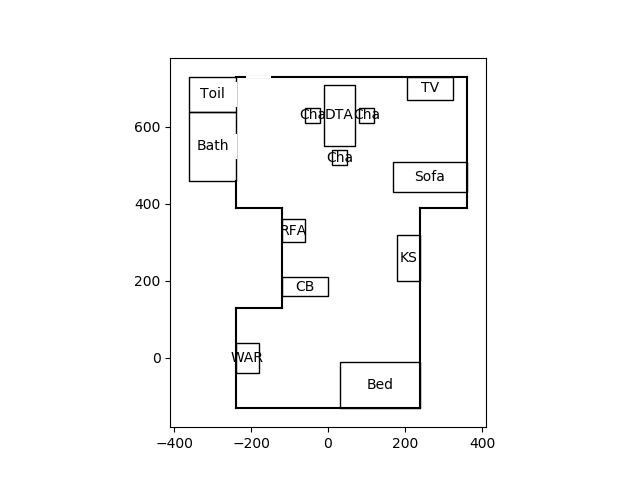 Toil
TV
Cha DTA Cha
600
Bath
Cha
Sofa
400
RFA
KS
200
CB
WAR
0
Bed
−400 −200 0 200 400